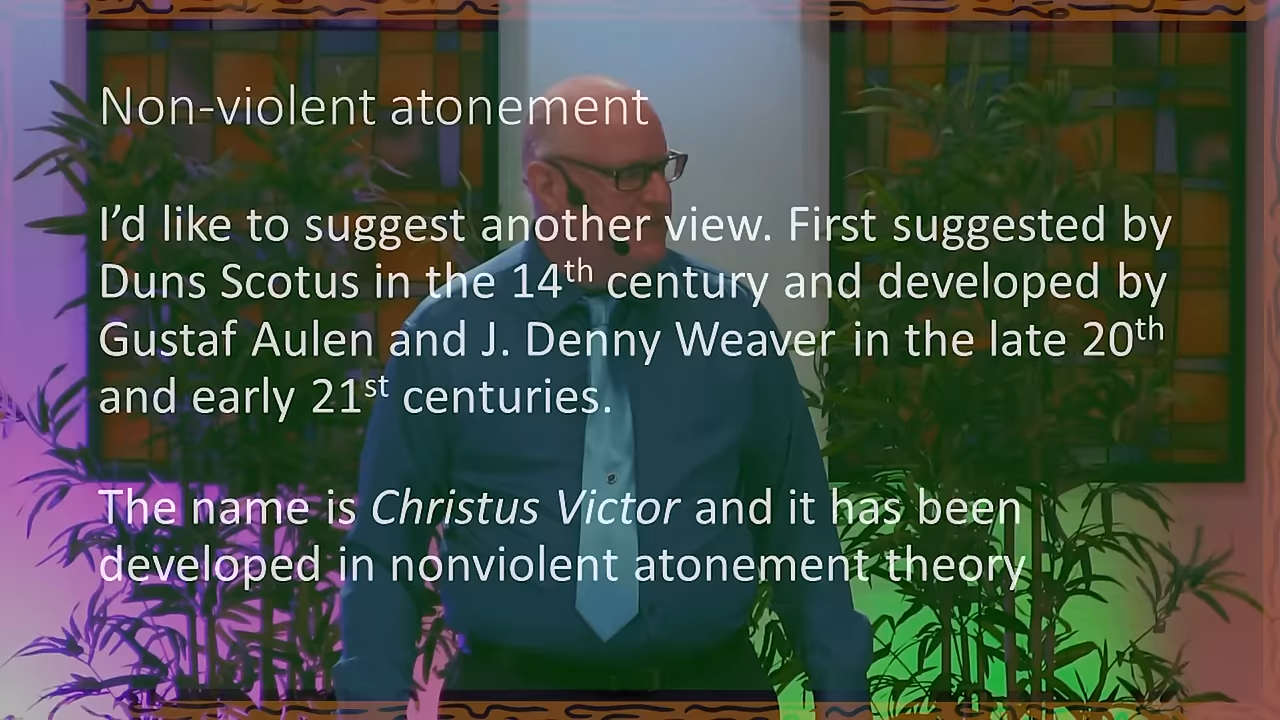 Non-violent atonement
I’d like to suggest another view. First suggested by
Duns Scotus in the 14th century and developed by
Gustaf Aulen and J. Denny Weaver in the late 20th
and early 21st centuries.
The name is Christus Victor and it has been
developed in nonviolent atonement theory